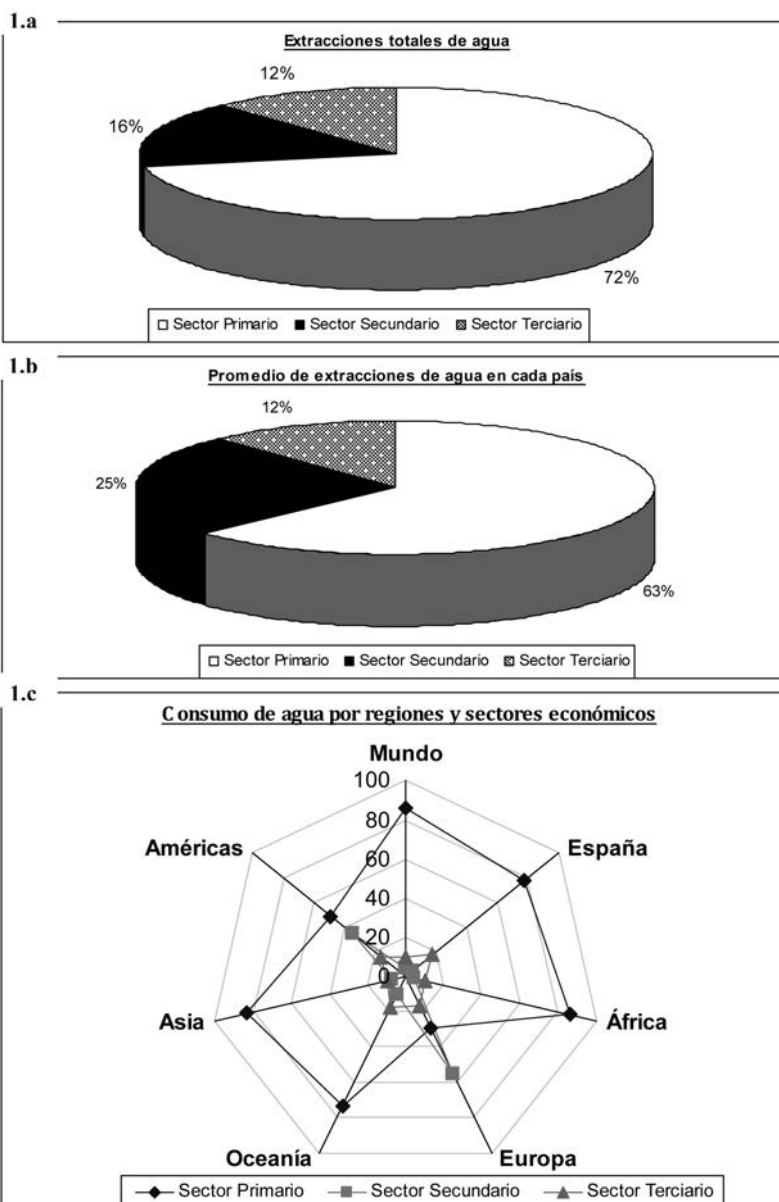 1.a
Extracciones totales de agua
12%
16%
72%
Sector Primario Sector Secundario Sector Terciario
1.b
Promedio de extracciones de agua en cada país
12%
25%
63%
Sector Primario Sector Secundario Sector Terciario
1.c
Consumo de agua por regiones y sectores económicos
Mundo
100
80
Américas España
60
40
20
0
Asia África
Oceanía Europa
Sector Primario Sector Secundario Sector Terciario